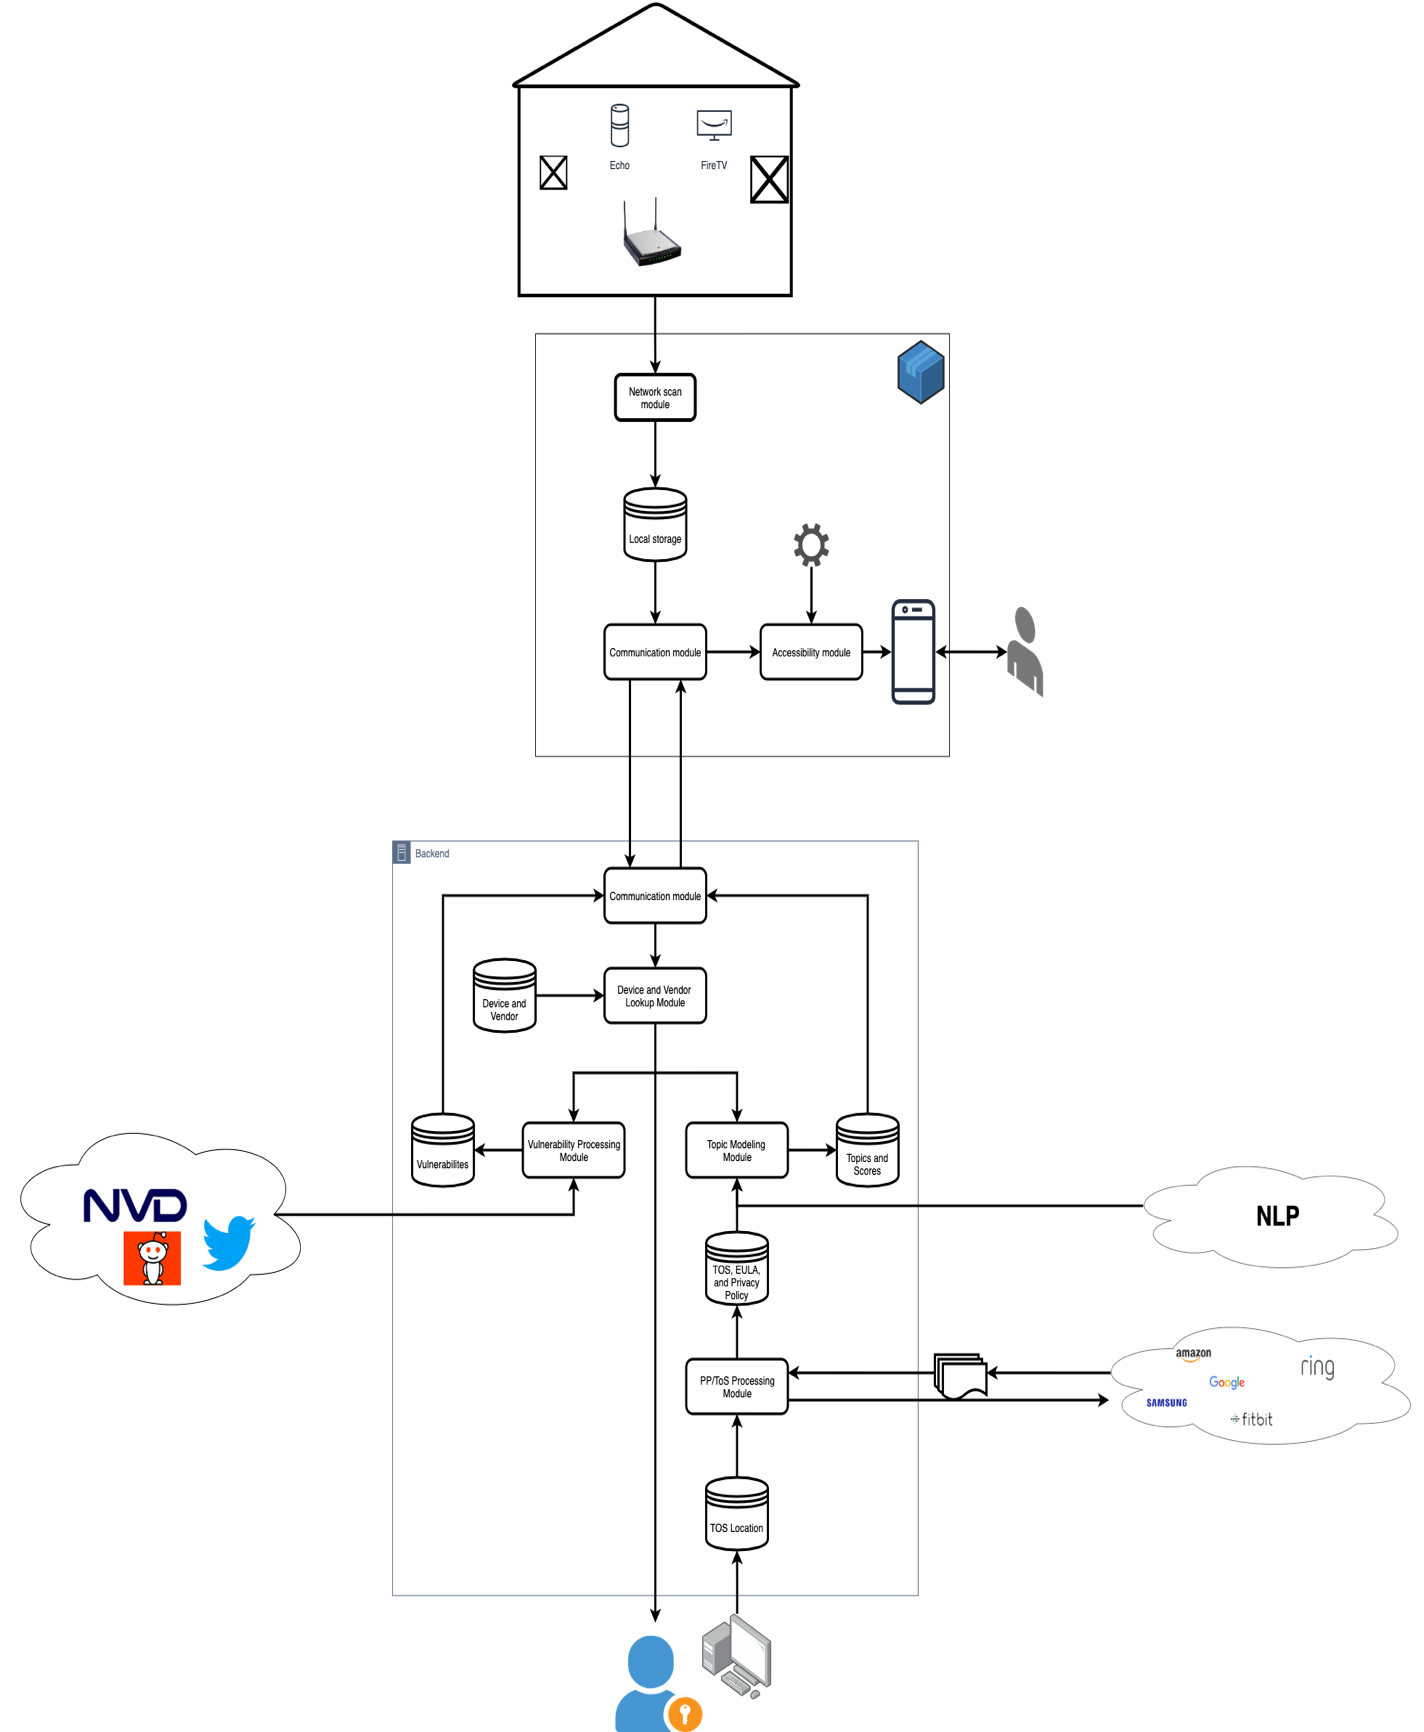 Echo
FireTV
Network scan
module
Local storage
Communication module
Accessibility module
Backend
Communication module
Device and
Vendor
Device and Vendor
Lookup Module
Vulnerabilites
Vulnerability Processing
Module
Topic Modeling
Module
Topics and
Scores
NVD
NLP
TOS, EULA,
and Privacy
Policy
PP/ToS Processing
Module
amazon
ring
Google
SAMSUNG
fitbit
TOS Location